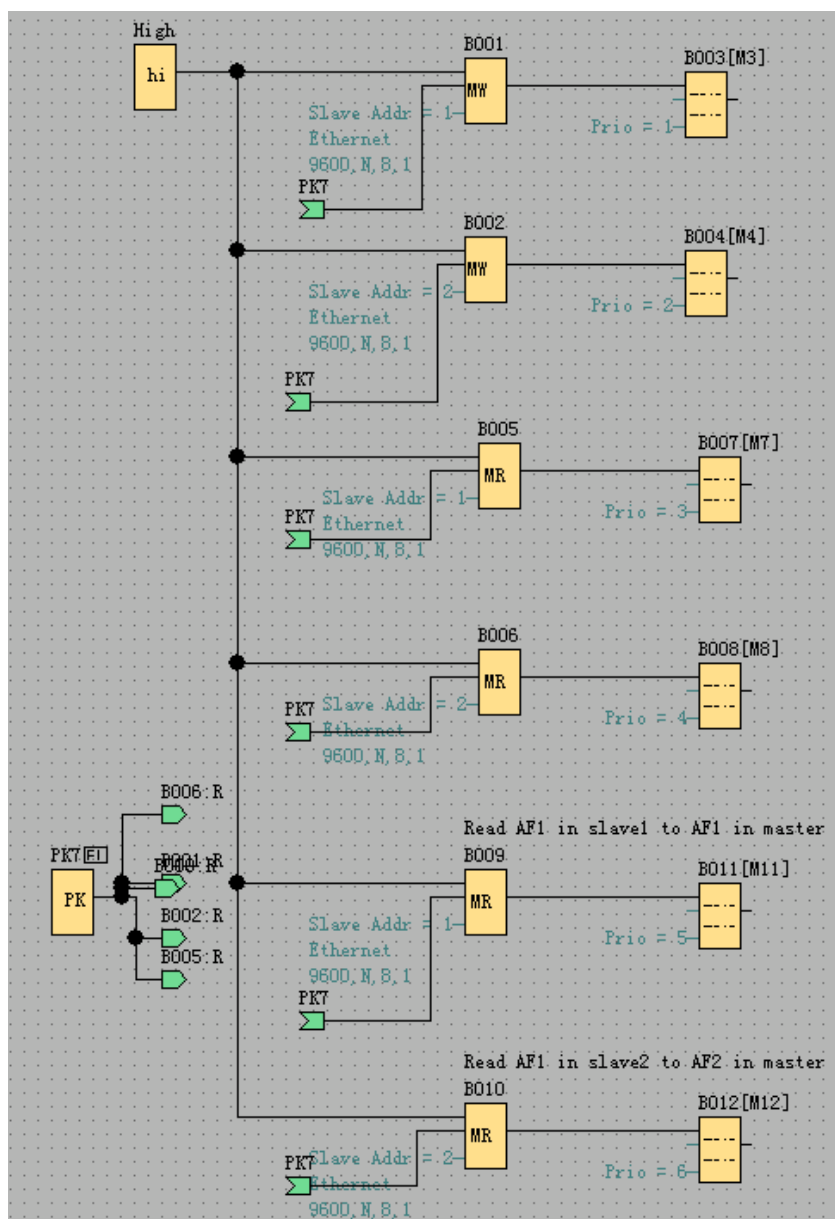 High
hi
B001
MW
Slave Addr = 1
Ethernet
9600,N,8,1
PK7
B003[M3]
Prio = 1
B002
MW
Slave Addr = 2
Ethernet
9600,N,8,1
PK7
B004[M4]
Prio = 2
B005
MR
Slave Addr = 1
Ethernet
9600,N,8,1
PK7
B007[M7]
Prio = 3
B006
MR
Slave Addr = 2
Ethernet
9600,N,8,1
PK7
B008[M8]
Prio = 4
B006:R
PK7
PK
B001:R
B002:R
B005:R
Read AF1 in slave1 to AF1 in master
B009
MR
Slave Addr = 1
Ethernet
9600,N,8,1
PK7
B011[M11]
Prio = 5
Read AF1 in slave2 to AF2 in master
B010
MR
Slave Addr = 2
Ethernet
9600,N,8,1
PK7
B012[M12]
Prio = 6